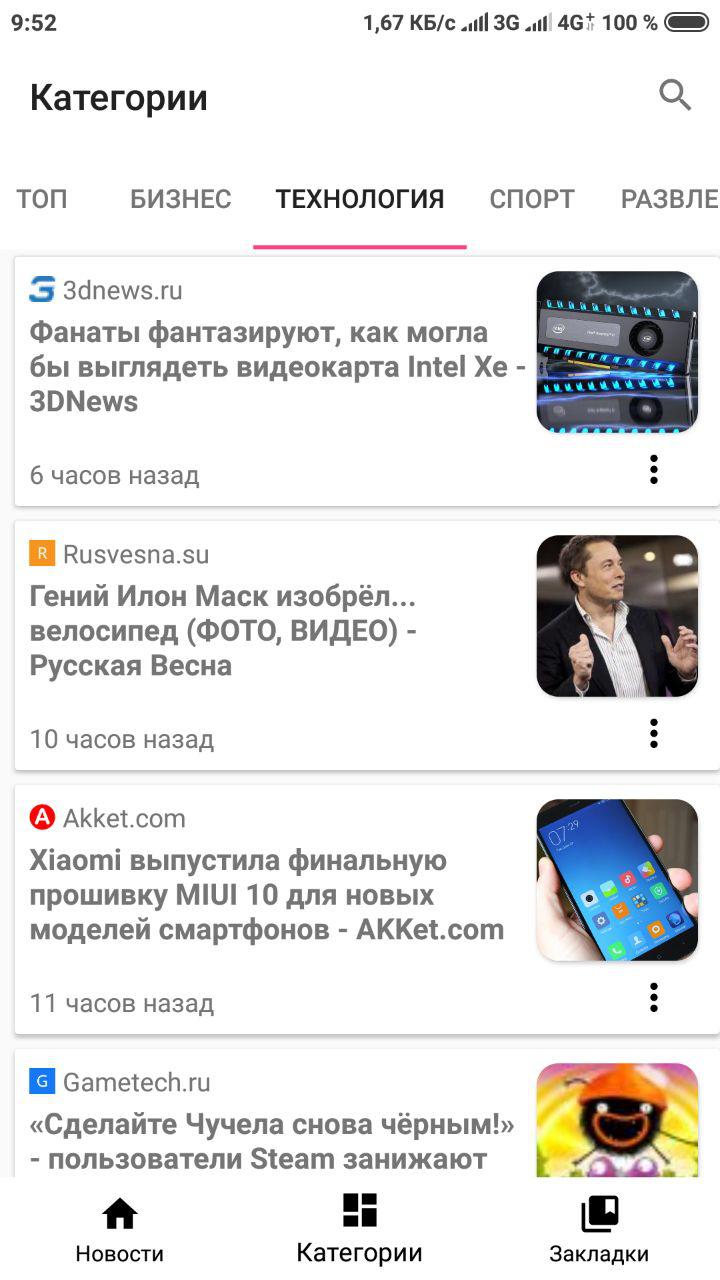 9:52
1,67 КБ/с 3G 4G+ 100 %
Категории
ТОП БИЗНЕС ТЕХНОЛОГИЯ СПОРТ РАЗВЛЕ
3dnews.ru
Фанаты фантазируют, как могла
бы выглядеть видеокарта Intel Xe -
3DNews
6 часов назад
R Rusvesna.su
Гений Илон Маск изобрёл...
велосипед (ФОТО, ВИДЕО) -
Русская Весна
10 часов назад
A Akket.com
Xiaomi выпустила финальную
прошивку MIUI 10 для новых
моделей смартфонов - AKKet.com
07:29
11 часов назад
G Gametech.ru
«Сделайте Чучела снова чёрным!»
- пользователи Steam занижают
Новости Категории Закладки